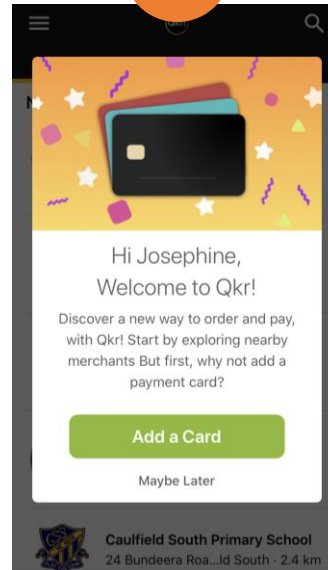 Hi Josephine,
Welcome to Qkr!
Discover a new way to order and pay,
with Qkr! Start by exploring nearby
merchants But first, why not add a
payment card?
Add a Card
Maybe Later
Caulfield South Primary School
24 Bundeera Roa...ld South - 2.4 km